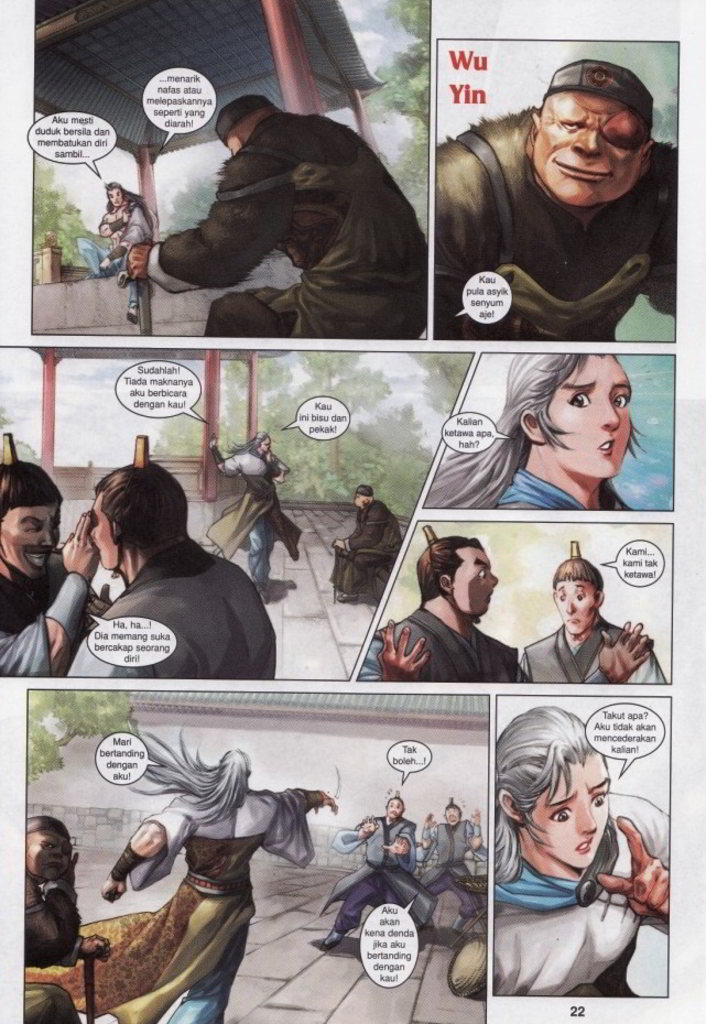 ...menarik
nafas atau
melepaskannya
seperti yang
diarah!
Aku mesti
duduk bersila dan
membatukan diri
sambil...
Wu
Yin
Kau
pula asyik
senyum
aje!
Sudahlah!
Tiada maknanya
aku berbicara
dengan kau!
Kau
ini bisu dan
pekak!
Ha, ha...!
Dia memang suka
bercakap seorang
diri!
Kalian
ketawa apa,
hah?
Kami...
kami tak
ketawa!
Mari
bertanding
dengan
aku!
Tak
boleh...!
Aku
akan
kena denda
jika aku
bertanding
dengan
kau!
Takut apa?
Aku tidak akan
mencederakan
kalian!
22